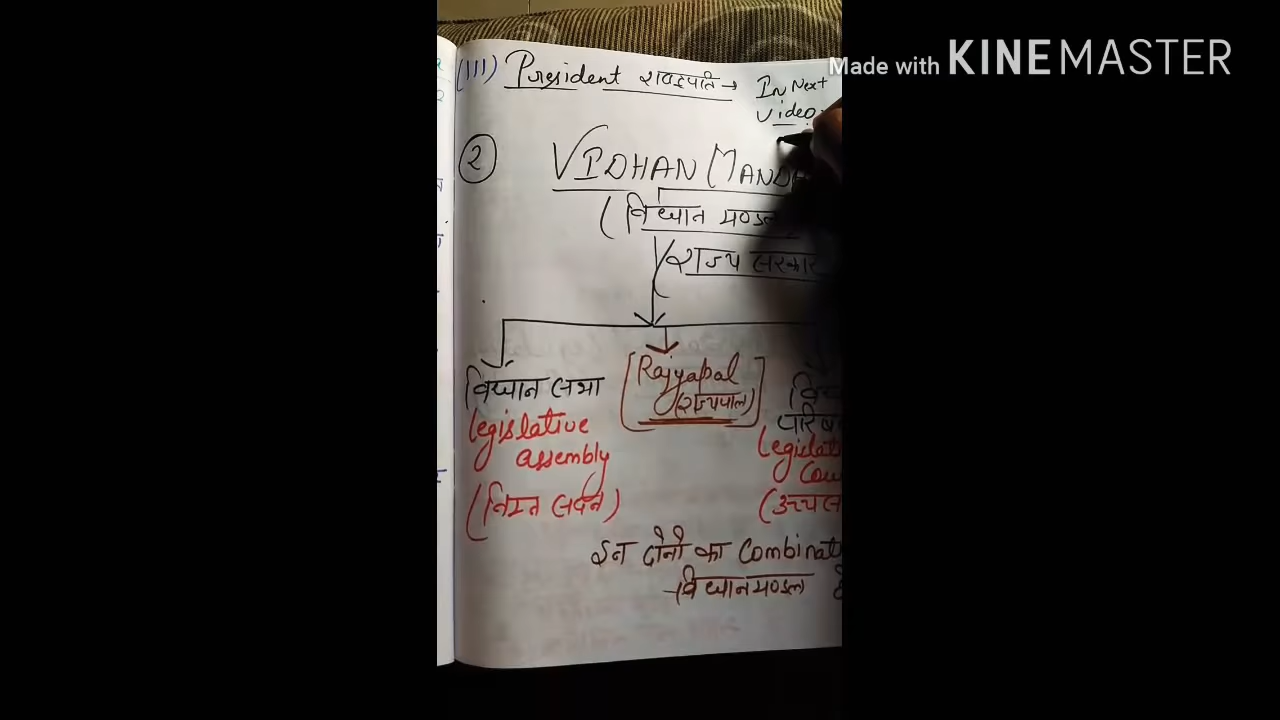 Made with KINEMASTER
(III) President राष्ट्रपति → In Next
Video
2
VIDHAN MANDA
(विधान मण्डल
(राज्य सरकार
विधान सभा
Legislative
assembly
(निम्न सदन)
[Rajyapal
(राज्यपाल)]
परिष
(उच्च स
इन दोनो का Combinat
विधानमण्डल